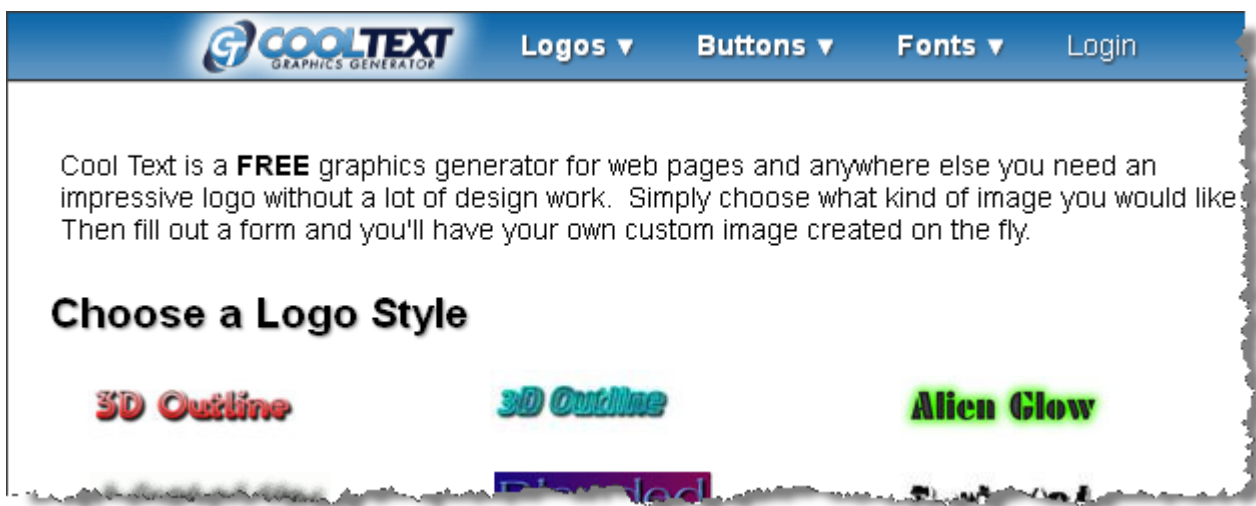 COOLTEXT
GRAPHICS GENERATOR
Logos ▼ Buttons ▼ Fonts ▼ Login
Cool Text is a FREE graphics generator for web pages and anywhere else you need an
impressive logo without a lot of design work. Simply choose what kind of image you would like.
Then fill out a form and you'll have your own custom image created on the fly.
Choose a Logo Style
3D Outline 3D Outline Alien Glow
Blended